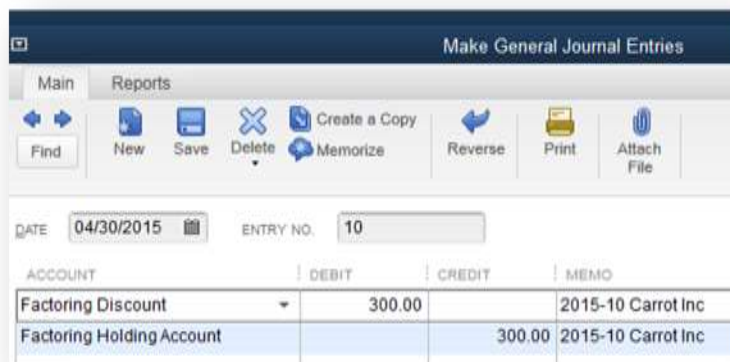 Make General Journal Entries
Main Reports
Find New Save Delete Create a Copy Memorize Reverse Print Attach File
DATE 04/30/2015 ENTRY NO. 10
ACCOUNT DEBIT CREDIT MEMO
Factoring Discount 300.00 2015-10 Carrot Inc
Factoring Holding Account 300.00 2015-10 Carrot Inc